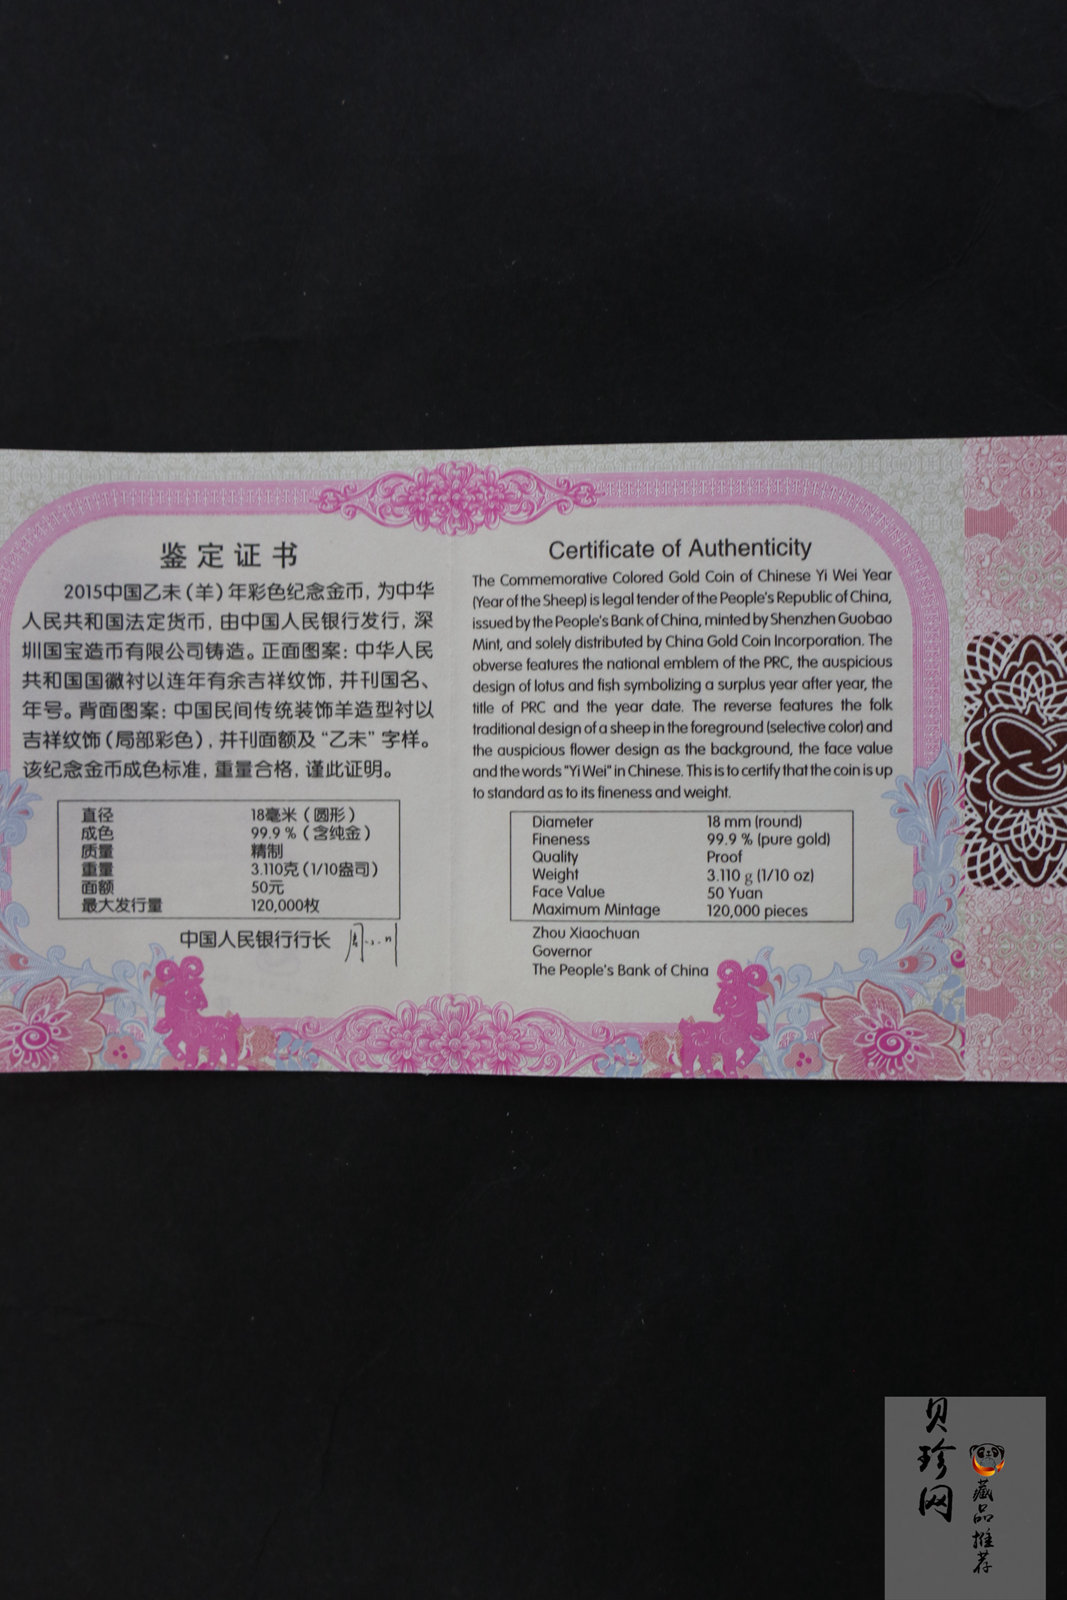 鉴定证书
2015中国乙未（羊）年彩色纪念金币，为中华
人民共和国法定货币，由中国人民银行发行，深
圳国宝造币有限公司铸造。正面图案：中华人民
共和国国徽衬以连年有余吉祥纹饰，并刊国名、
年号。背面图案：中国民间传统装饰羊造型衬以
吉祥纹饰（局部彩色），并刊面额及“乙未”字样。
该纪念金币成色标准，重量合格，谨此证明。
直径 18毫米（圆形）
成色 99.9 %（含纯金）
质量 精制
重量 3.110克（1/10盎司）
面额 50元
最大发行量 120,000枚
中国人民银行行长
Certificate of Authenticity
The Commemorative Colored Gold Coin of Chinese Yi Wei Year
(Year of the Sheep) is legal tender of the People's Republic of China,
issued by the People's Bank of China, minted by Shenzhen Guobao
Mint, and solely distributed by China Gold Coin Incorporation. The
obverse features the national emblem of the PRC, the auspicious
design of lotus and fish symbolizing a surplus year after year, the
title of PRC and the year date. The reverse features the folk
traditional design of a sheep in the foreground (selective color) and
the auspicious flower design as the background, the face value
and the words "Yi Wei" in Chinese. This is to certify that the coin is up
to standard as to its fineness and weight.
Diameter 18 mm (round)
Fineness 99.9 % (pure gold)
Quality Proof
Weight 3.110 g (1/10 oz)
Face Value 50 Yuan
Maximum Mintage 120,000 pieces
Zhou Xiaochuan
Governor
The People's Bank of China
贝珍网
藏品推荐